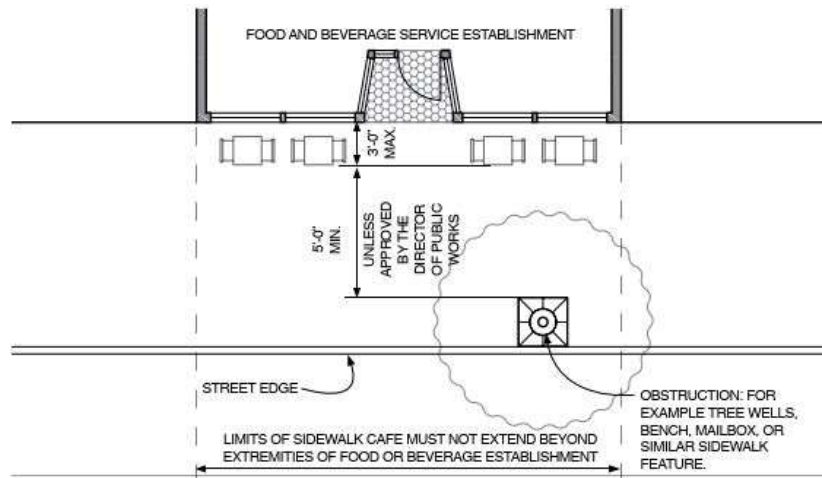 FOOD AND BEVERAGE SERVICE ESTABLISHMENT
3'-0"
MAX.
5'-0"
MIN.
UNLESS
APPROVED
BY THE
DIRECTOR
OF PUBLIC
WORKS
STREET EDGE
OBSTRUCTION: FOR
EXAMPLE TREE WELLS,
BENCH, MAILBOX, OR
SIMILAR SIDEWALK
FEATURE.
LIMITS OF SIDEWALK CAFE MUST NOT EXTEND BEYOND
EXTREMITIES OF FOOD OR BEVERAGE ESTABLISHMENT